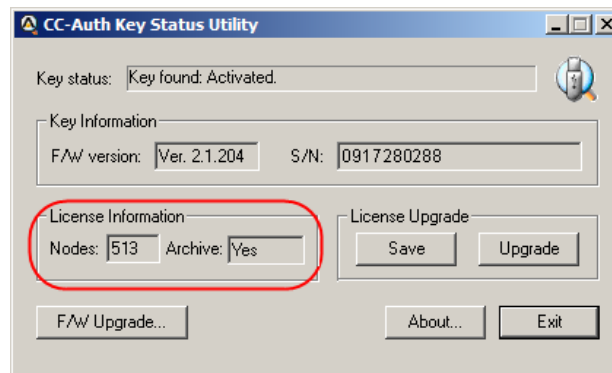 CC-Auth Key Status Utility
Key status: Key found: Activated.
Key Information
F/W version: Ver. 2.1.204 S/N: 0917280288
License Information License Upgrade
Nodes: 513 Archive: Yes Save Upgrade
F/W Upgrade... About... Exit